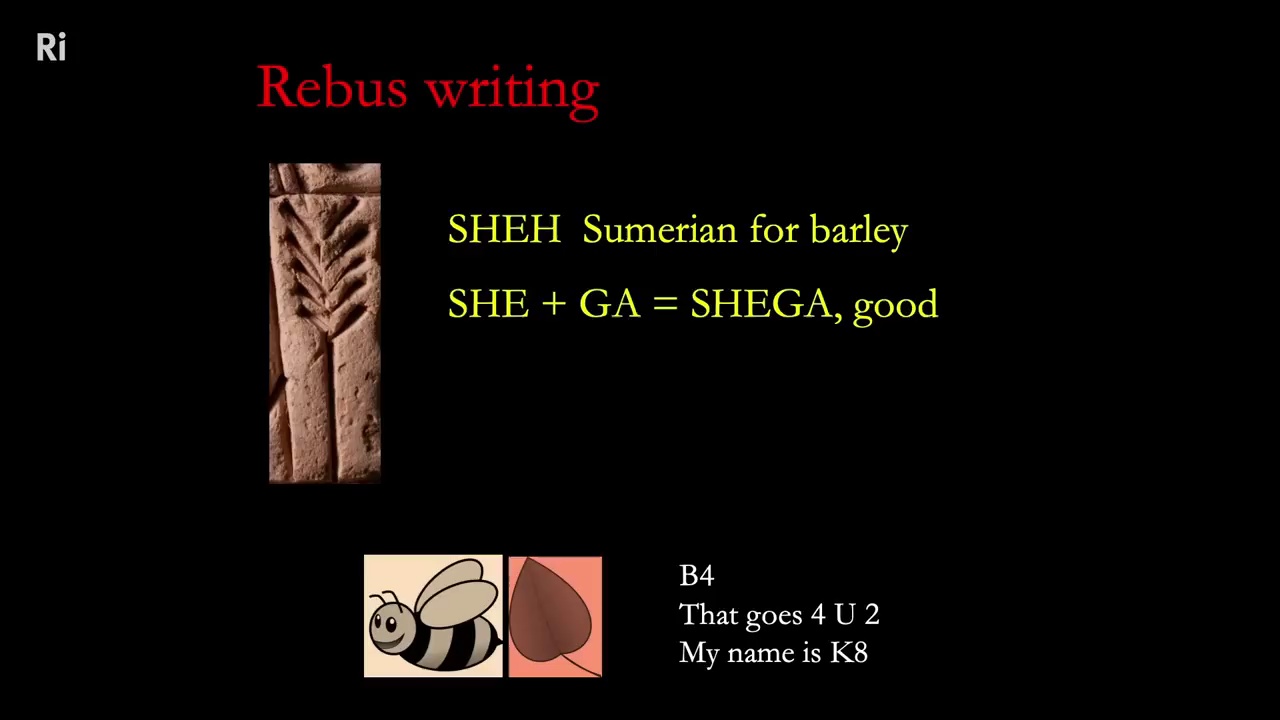 Ri
Rebus writing
SHEH Sumerian for barley
SHE + GA = SHEGA, good
B4
That goes 4 U 2
My name is K8